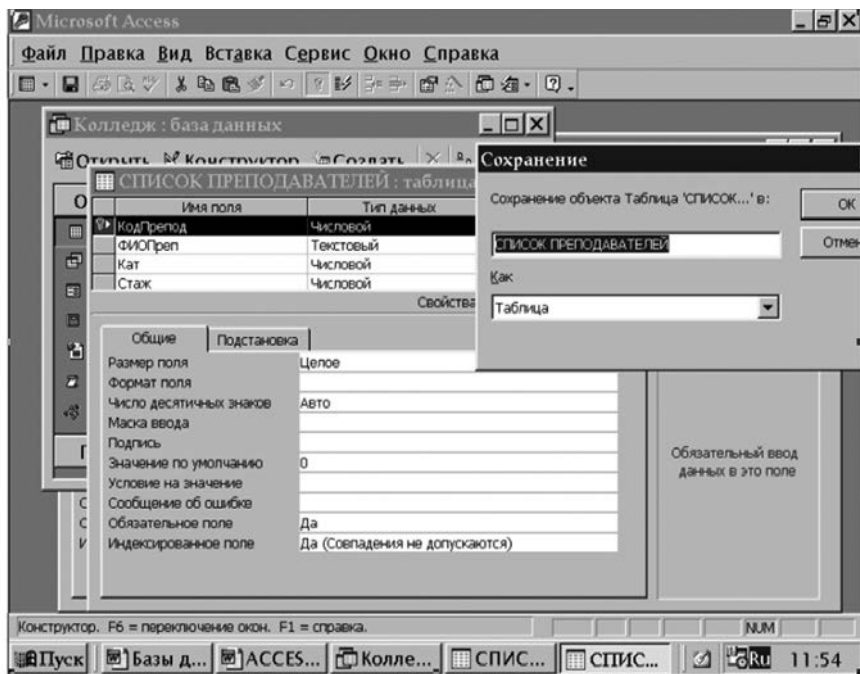 Microsoft Access
Файл Правка Вид Вставка Сервис Окно Справка
Колледж : база данных
Открыть Конструктор Создать
СПИСОК ПРЕПОДАВАТЕЛЕЙ : таблица
Имя поля Тип данных
КодПрепод Числовой
ФИОПреп Текстовый
Кат Числовой
Стаж Числовой
Свойства
Сохранение
Сохранение объекта Таблица 'СПИСОК...' в:
OK
СПИСОК ПРЕПОДАВАТЕЛЕЙ
Отмен
Как
Таблица
Общие Подстановка
Размер поля Целое
Формат поля
Число десятичных знаков Авто
Маска ввода
Подпись
Значение по умолчанию 0
Условие на значение
Сообщение об ошибке
Обязательное поле Да
Индексированное поле Да (Совпадения не допускаются)
Обязательный ввод
данных в это поле
Конструктор. F6 = переключение окон. F1 = справка.
NUM
Пуск Базы д... ACCES... Колле... СПИС... СПИС... Ru 11:54